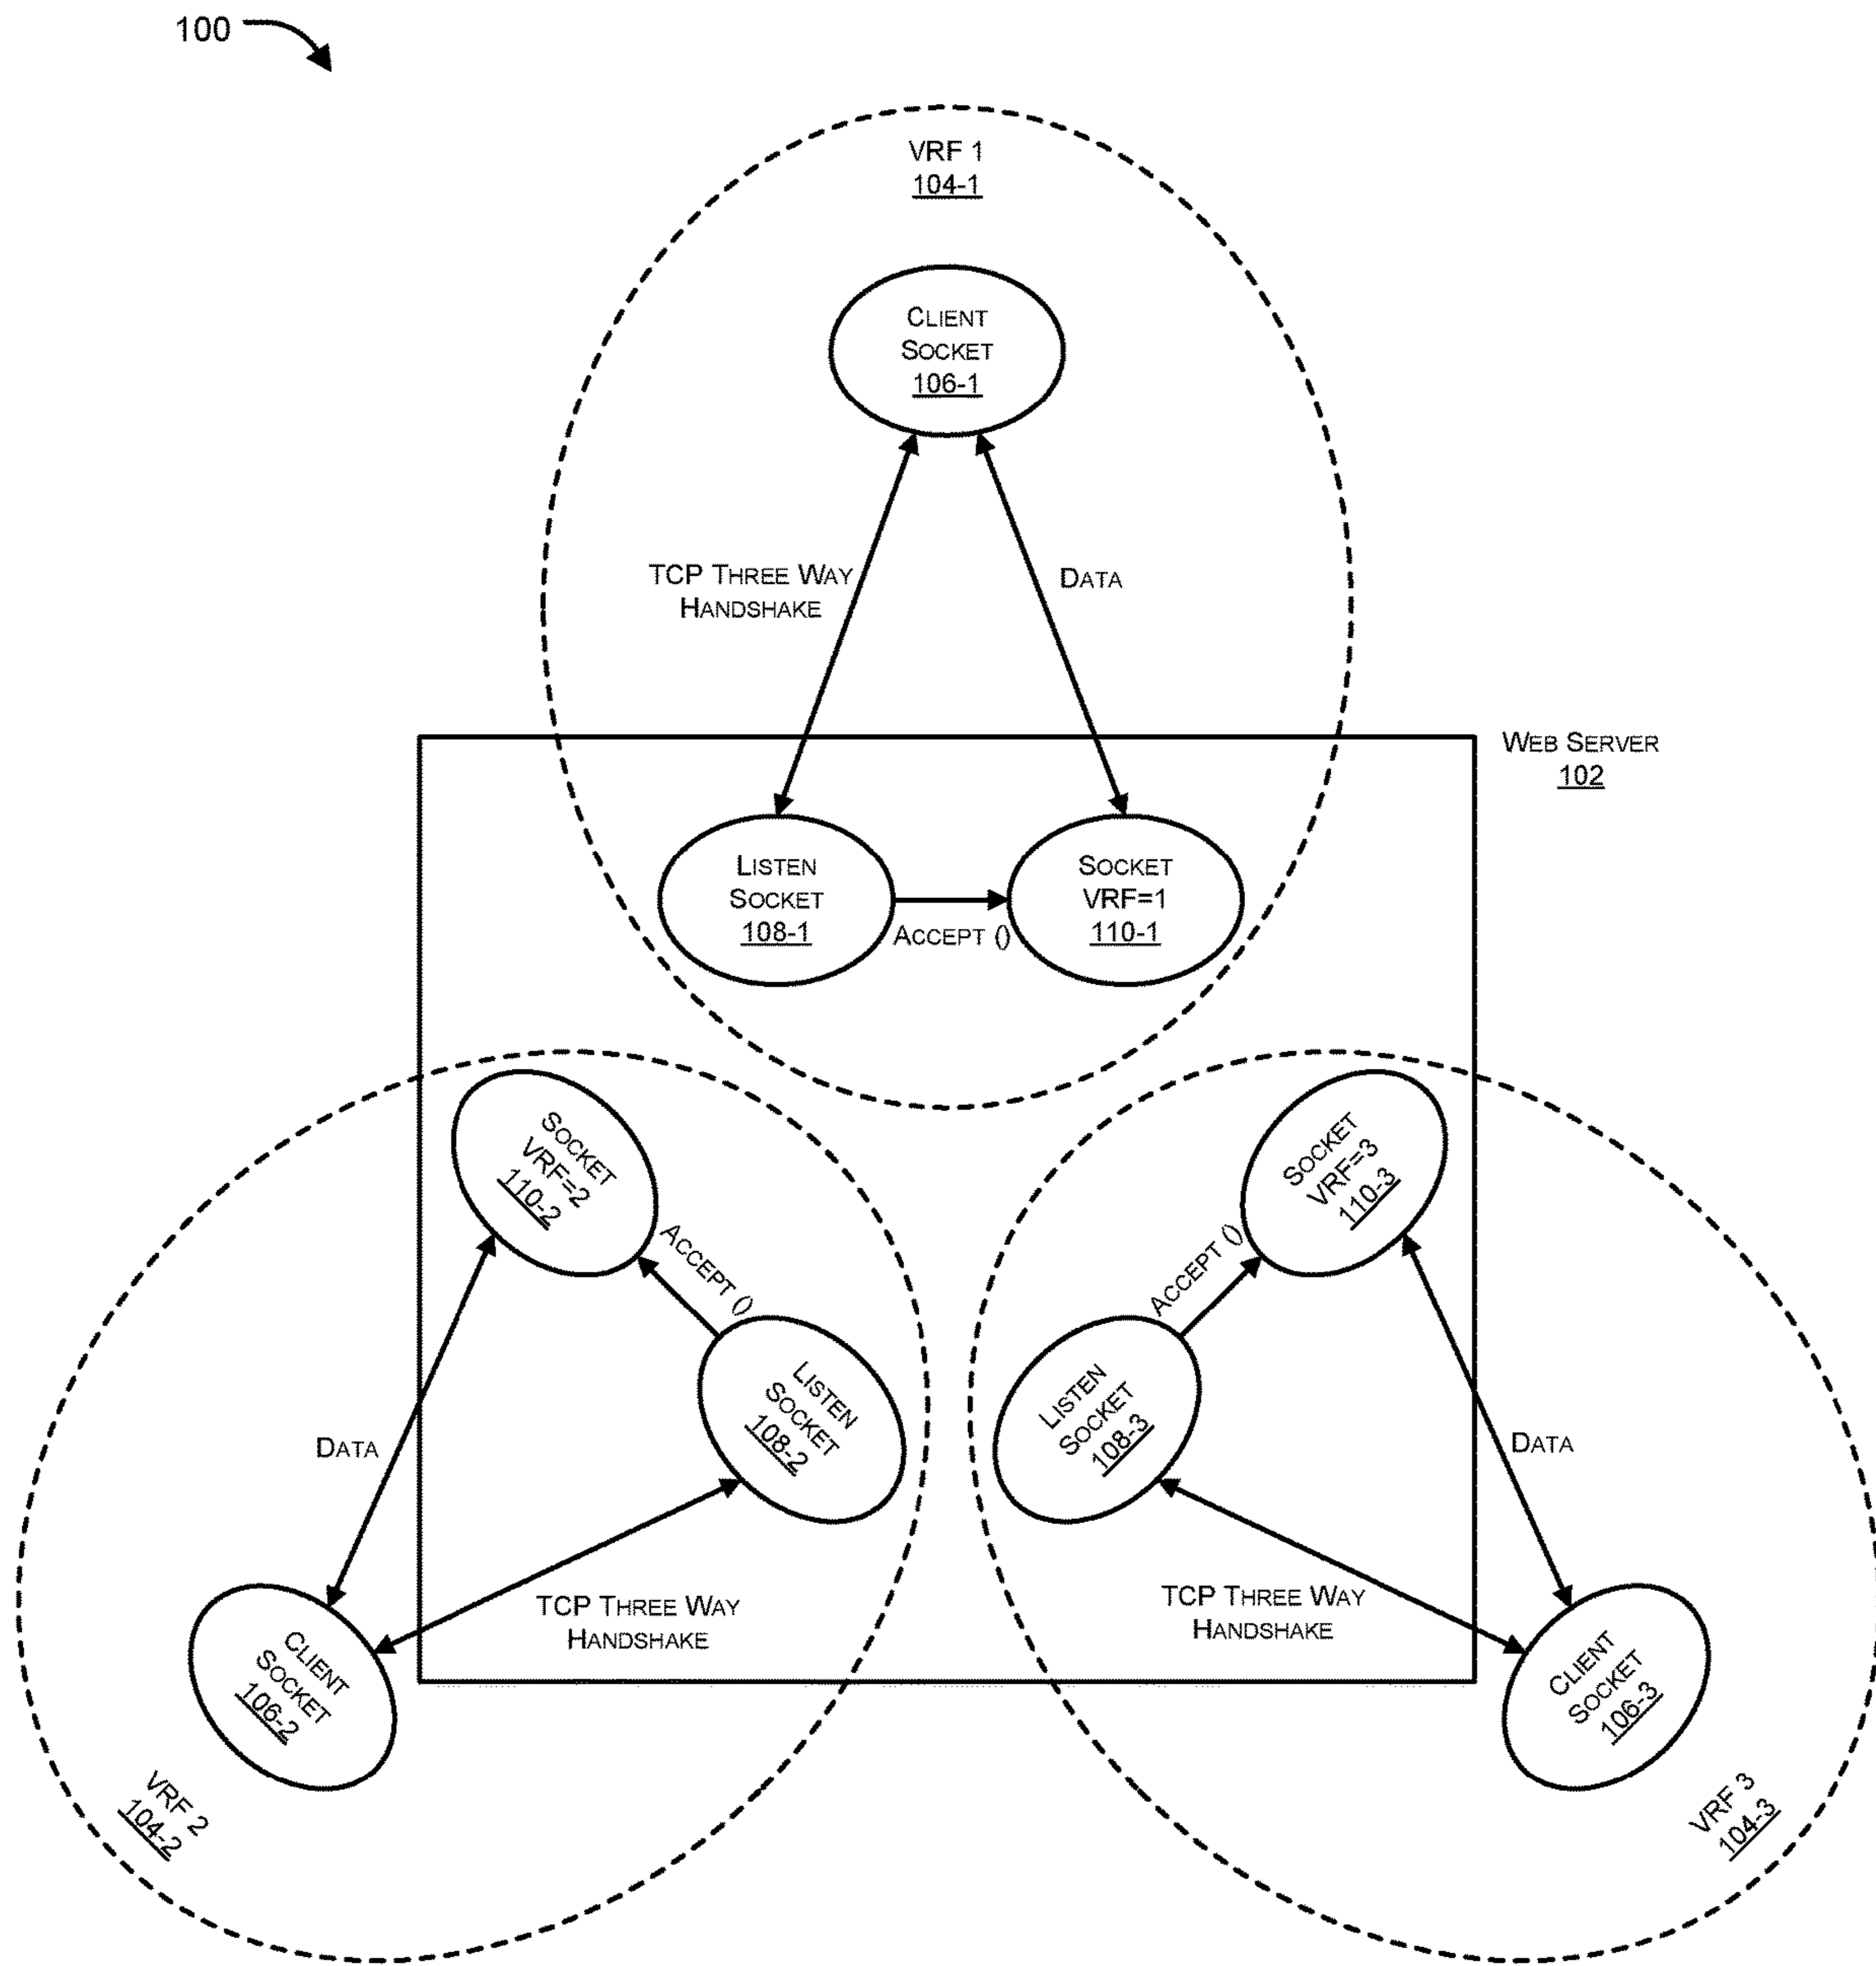 100
VRF 1
104-1
CLIENT
SOCKET
106-1
TCP THREE WAY
HANDSHAKE
DATA
WEB SERVER
102
LISTEN
SOCKET
108-1
ACCEPT ()
SOCKET
VRF=1
110-1
SOCKET
VRF=2
110-2
ACCEPT ()
LISTEN
SOCKET
108-2
DATA
TCP THREE WAY
HANDSHAKE
CLIENT
SOCKET
106-2
VRF 2
104-2
SOCKET
VRF=3
110-3
ACCEPT ()
LISTEN
SOCKET
108-3
DATA
TCP THREE WAY
HANDSHAKE
CLIENT
SOCKET
106-3
VRF 3
104-3